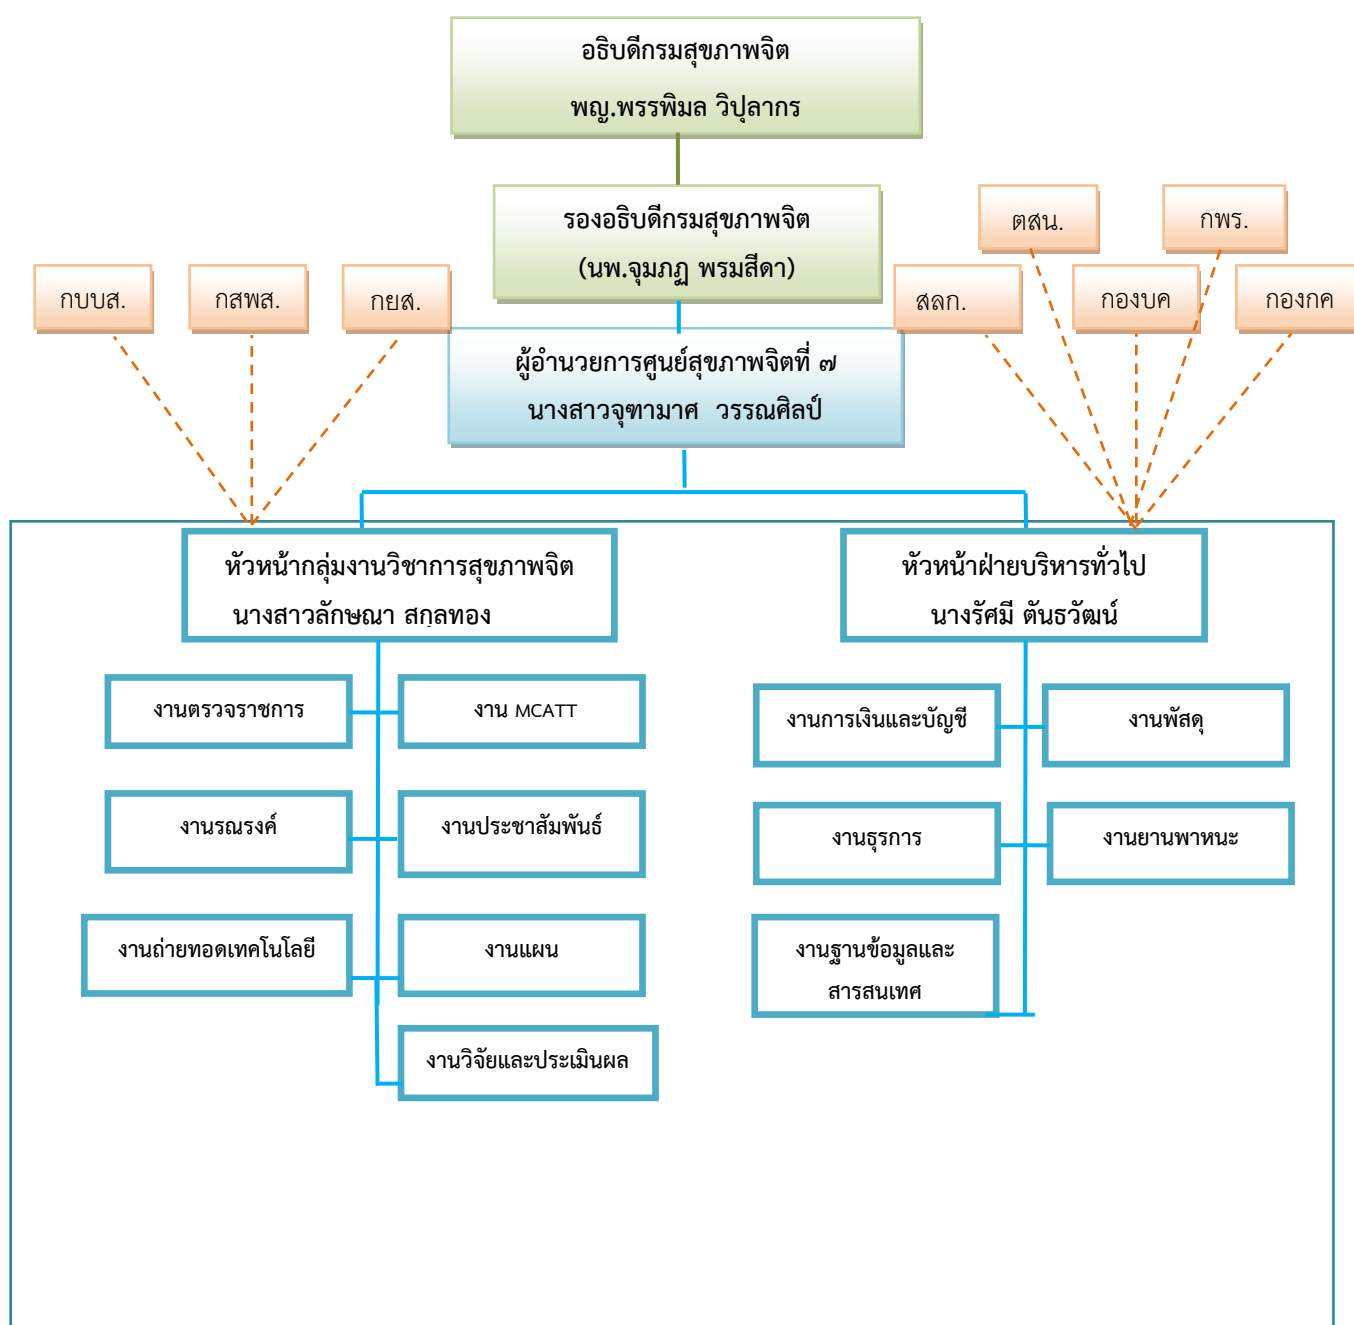 อธิบดีกรมสุขภาพจิต
พญ.พรรพิมล วิปุลากร
รองอธิบดีกรมสุขภาพจิต
(นพ.จุมภฏ พรมสีดา)
ตสน.
กพร.
กบบส.
กสพส.
กยส.
สลก.
กองบค
กองกค
ผู้อำนวยการศูนย์สุขภาพจิตที่ ๗
นางสาวจุฑามาศ วรรณศิลป์
หัวหน้ากลุ่มงานวิชาการสุขภาพจิต
นางสาวลักษณา สกุลทอง
หัวหน้าฝ่ายบริหารทั่วไป
นางรัศมี ตันธวัฒน์
งานตรวจราชการ
งาน MCATT
งานการเงินและบัญชี
งานพัสดุ
งานรณรงค์
งานประชาสัมพันธ์
งานธุรการ
งานยานพาหนะ
งานถ่ายทอดเทคโนโลยี
งานแผน
งานฐานข้อมูลและ
สารสนเทศ
งานวิจัยและประเมินผล